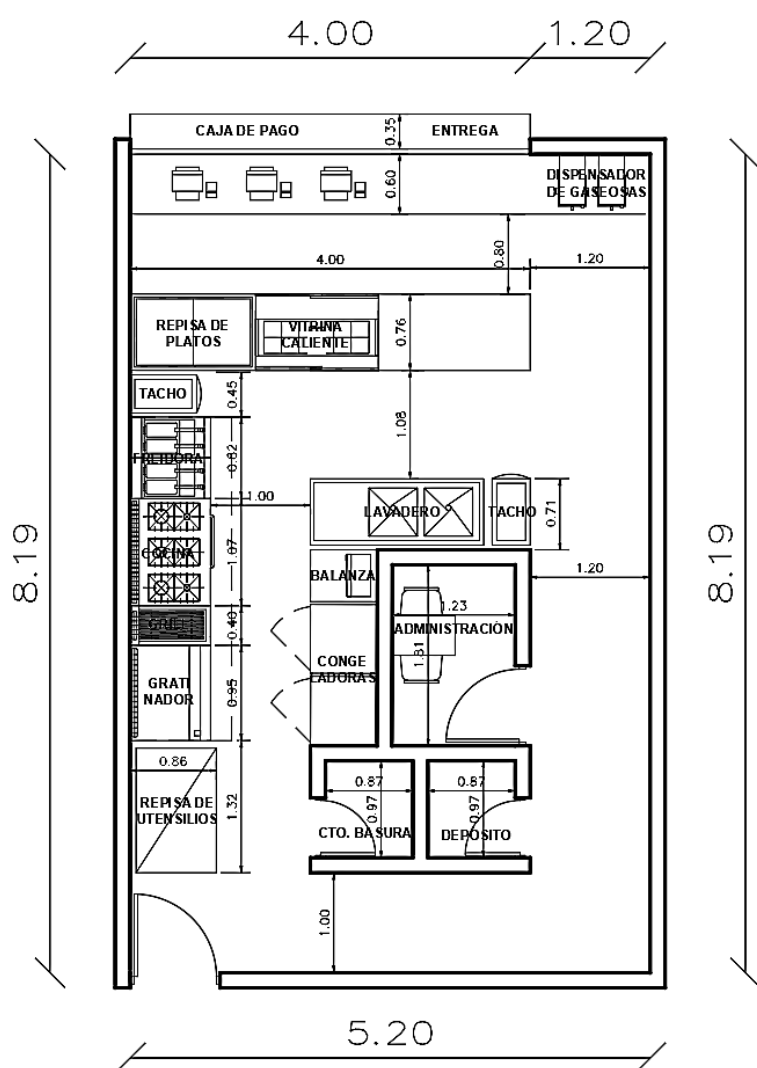 4.00
1.20
CAJA DE PAGO
0.35
ENTREGA
0.60
DISPENSADOR
DE GASEOSAS
0.80
4.00
1.20
REPISA DE
PLATOS
VITRINA
CALIENTE
0.76
TACHO
0.45
1.08
FREIDORA
0.82
1.00
LAVADERO
TACHO
0.71
COCINA
1.07
8.19
8.19
BALANZA
1.20
1.23
GRILL
0.40
ADMINISTRACIÓN
1.81
CONGE
LADORAS
GRATI
NADOR
0.95
0.86
0.87
0.87
REPISA DE
UTENSILIOS
1.32
0.97
0.97
CTO. BASURA
DEPÓSITO
1.00
5.20